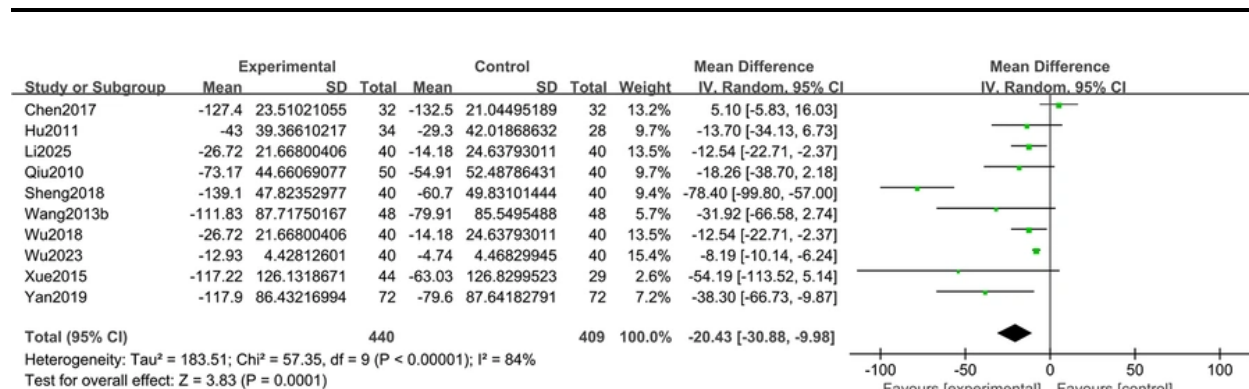 Experimental Control Mean Difference Mean Difference
Study or Subgroup Mean SD Total Mean SD Total Weight IV, Random, 95% CI IV, Random, 95% CI
Chen2017 -127.4 23.51021055 32 -132.5 21.04495189 32 13.2% 5.10 [-5.83, 16.03]
Hu2011 -43 39.36610217 34 -29.3 42.01868632 28 9.7% -13.70 [-34.13, 6.73]
Li2025 -26.72 21.66800406 40 -14.18 24.63793011 40 13.5% -12.54 [-22.71, -2.37]
Qiu2010 -73.17 44.66069077 50 -54.91 52.48786431 40 9.7% -18.26 [-38.70, 2.18]
Sheng2018 -139.1 47.82352977 40 -60.7 49.83101444 40 9.4% -78.40 [-99.80, -57.00]
Wang2013b -111.83 87.71750167 48 -79.91 85.5495488 48 5.7% -31.92 [-66.58, 2.74]
Wu2018 -26.72 21.66800406 40 -14.18 24.63793011 40 13.5% -12.54 [-22.71, -2.37]
Wu2023 -12.93 4.42812601 40 -4.74 4.46829945 40 15.4% -8.19 [-10.14, -6.24]
Xue2015 -117.22 126.1318671 44 -63.03 126.8299523 29 2.6% -54.19 [-113.52, 5.14]
Yan2019 -117.9 86.43216994 72 -79.6 87.64182791 72 7.2% -38.30 [-66.73, -9.87]
Total (95% CI) 440 409 100.0% -20.43 [-30.88, -9.98]
Heterogeneity: Tau² = 183.51; Chi² = 57.35, df = 9 (P < 0.00001); I² = 84%
Test for overall effect: Z = 3.83 (P = 0.0001)
-100 -50 0 50 100
Favours [experimental] Favours [control]